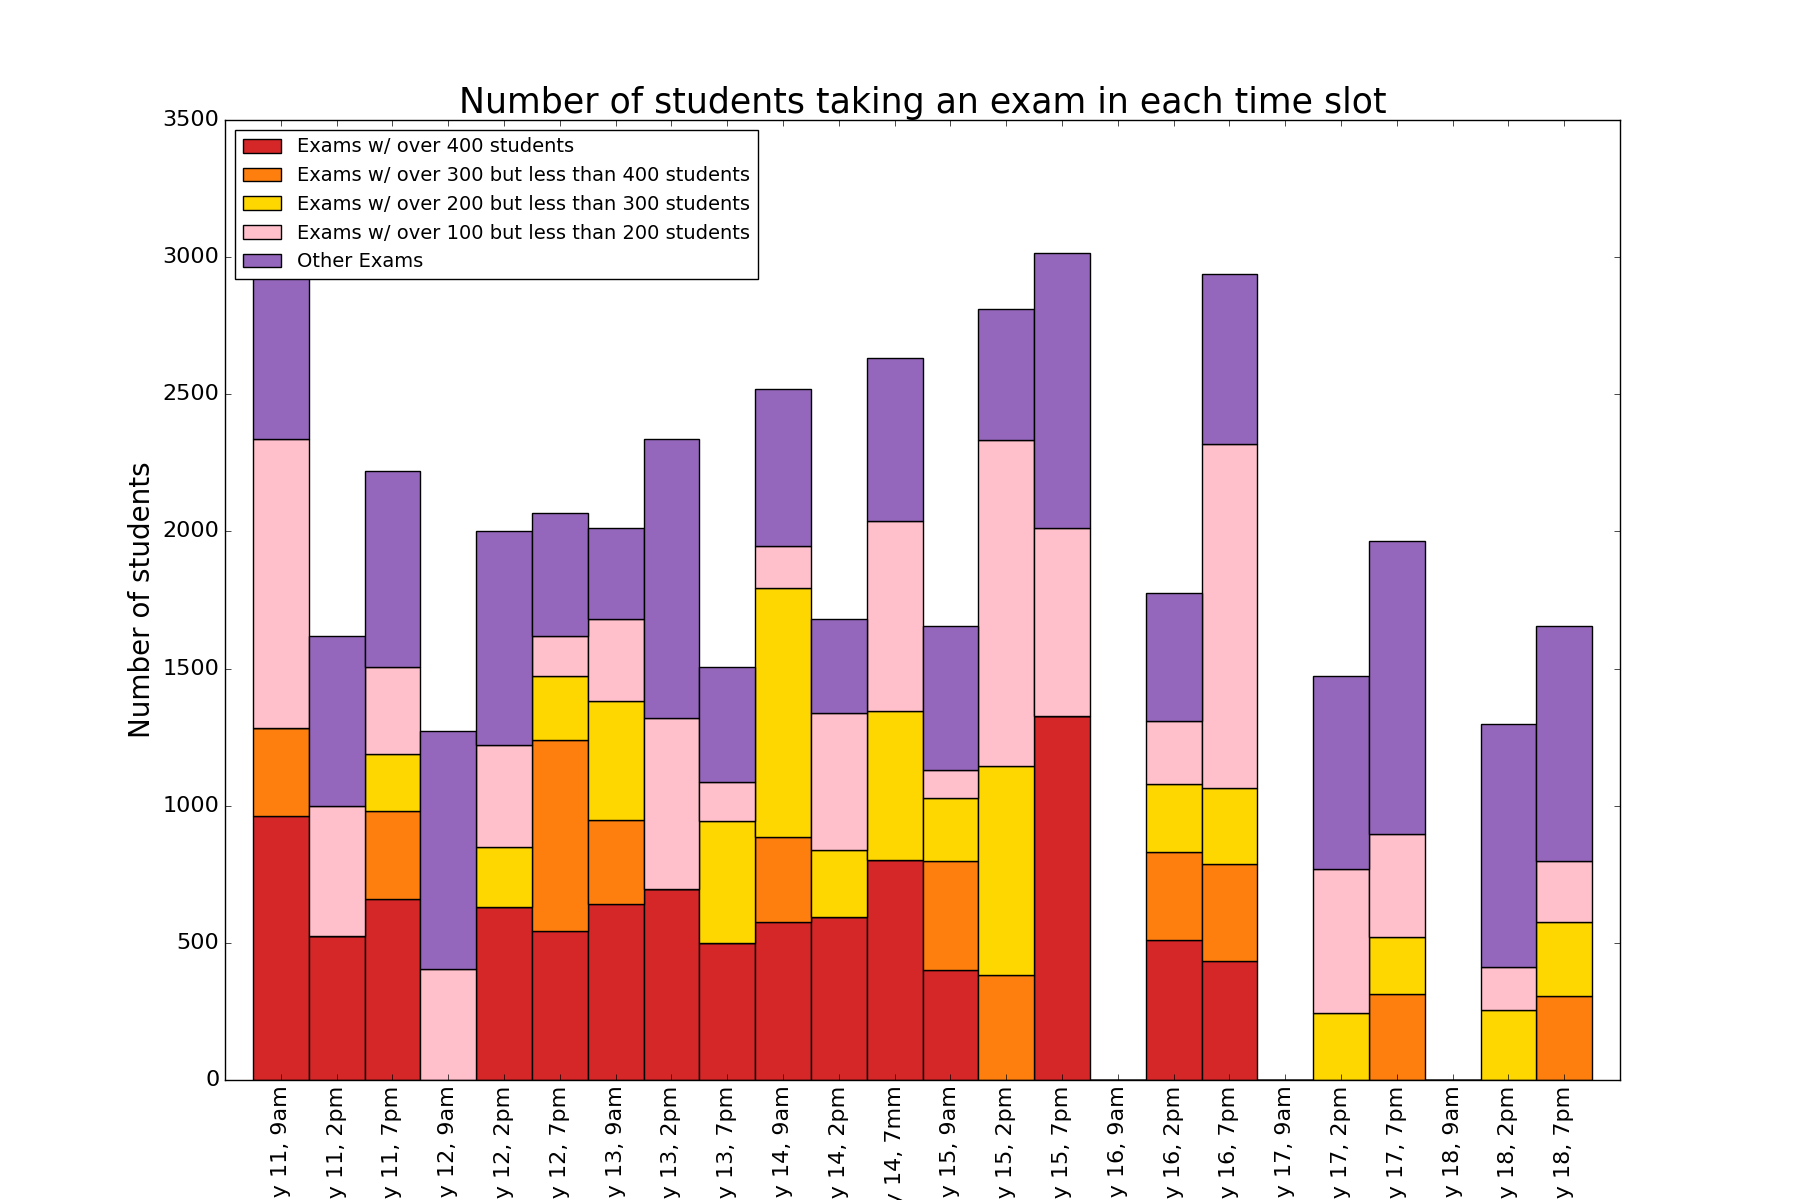 Number of students taking an exam in each time slot
Number of students
3500
3000
2500
2000
1500
1000
500
0
Exams w/ over 400 students
Exams w/ over 300 but less than 400 students
Exams w/ over 200 but less than 300 students
Exams w/ over 100 but less than 200 students
Other Exams
y 11, 9am
y 11, 2pm
y 11, 7pm
y 12, 9am
y 12, 2pm
y 12, 7pm
y 13, 9am
y 13, 2pm
y 13, 7pm
y 14, 9am
y 14, 2pm
y 14, 7mm
y 15, 9am
y 15, 2pm
y 15, 7pm
y 16, 9am
y 16, 2pm
y 16, 7pm
y 17, 9am
y 17, 2pm
y 17, 7pm
y 18, 9am
y 18, 2pm
y 18, 7pm